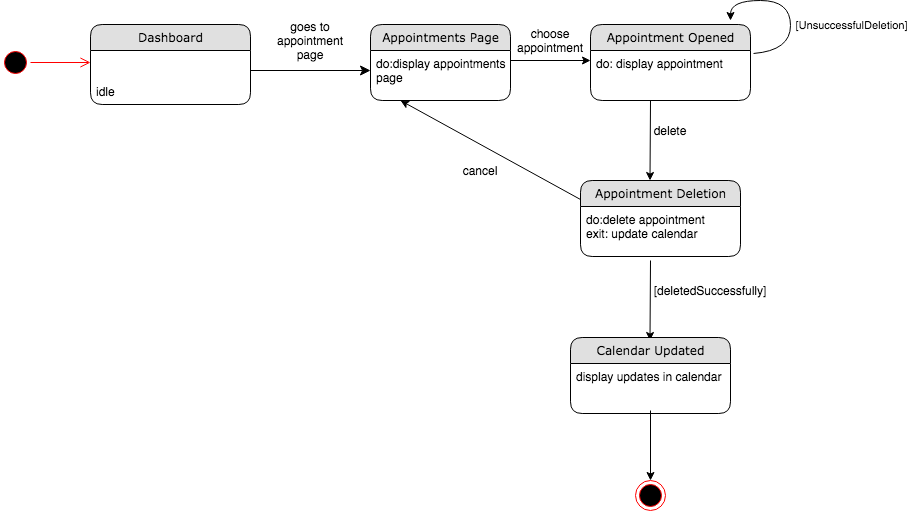 Dashboard
idle
goes to
appointment
page
Appointments Page
do:display appointments
page
choose
appointment
Appointment Opened
do: display appointment
[UnsuccessfulDeletion]
delete
cancel
Appointment Deletion
do:delete appointment
exit: update calendar
[deletedSuccessfully]
Calendar Updated
display updates in calendar